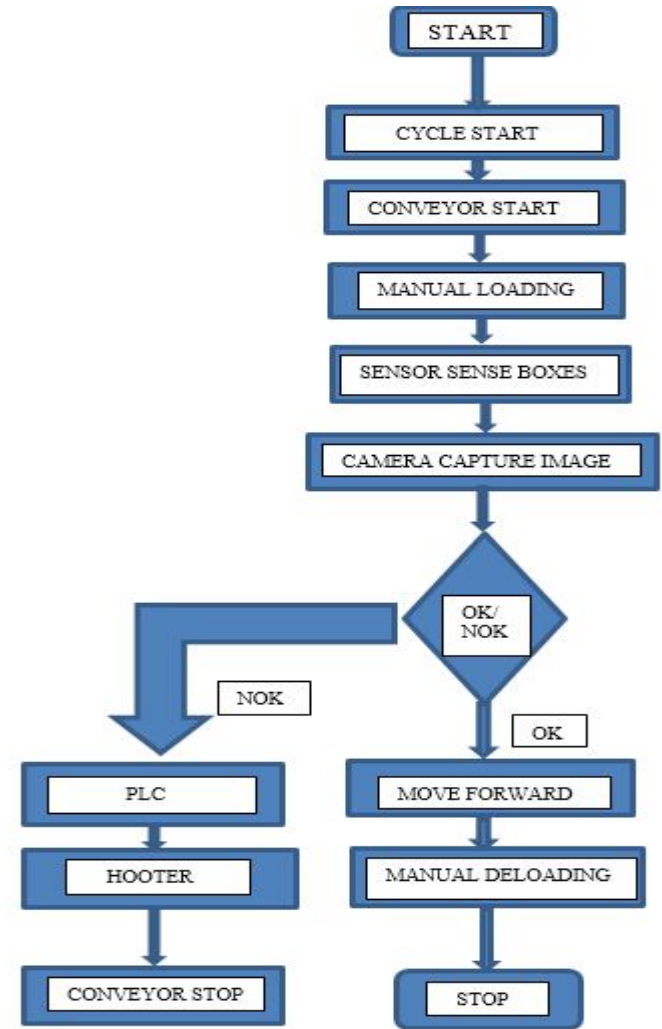 START
CYCLE START
CONVEYOR START
MANUAL LOADING
SENSOR SENSE BOXES
CAMERA CAPTURE IMAGE
OK/
NOK
NOK
OK
PLC
MOVE FORWARD
HOOTER
MANUAL DELOADING
CONVEYOR STOP
STOP